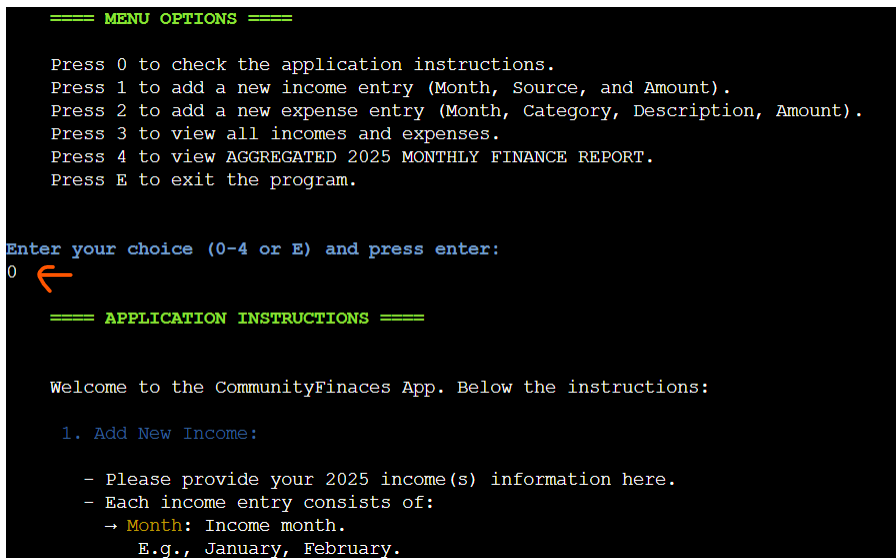 ==== MENU OPTIONS ====
Press 0 to check the application instructions.
Press 1 to add a new income entry (Month, Source, and Amount).
Press 2 to add a new expense entry (Month, Category, Description, Amount).
Press 3 to view all incomes and expenses.
Press 4 to view AGGREGATED 2025 MONTHLY FINANCE REPORT.
Press E to exit the program.
Enter your choice (0-4 or E) and press enter:
0
==== APPLICATION INSTRUCTIONS ====
Welcome to the CommunityFinaces App. Below the instructions:
1. Add New Income:
- Please provide your 2025 income(s) information here.
- Each income entry consists of:
→ Month: Income month.
E.g., January, February.